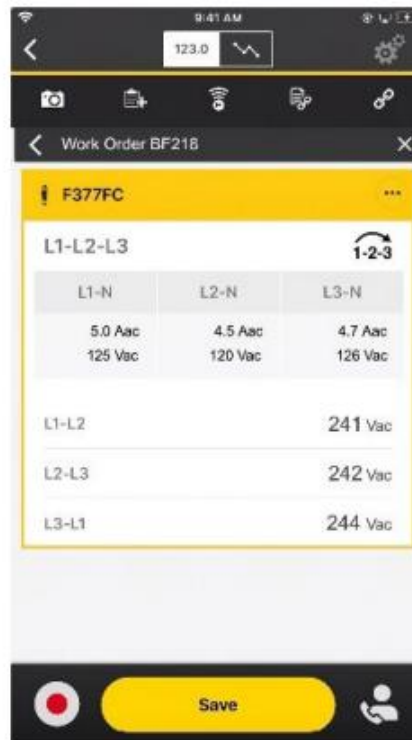 9:41 AM
123.0
Work Order BF218
F377FC
L1-L2-L3
1-2-3
L1-N L2-N L3-N
5.0 Aac 4.5 Aac 4.7 Aac
125 Vac 120 Vac 126 Vac
L1-L2 241 Vac
L2-L3 242 Vac
L3-L1 244 Vac
Save